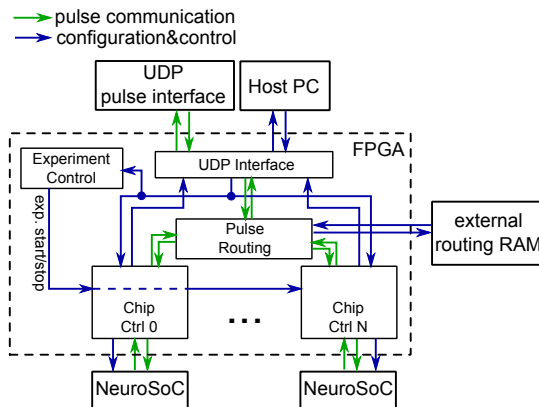 pulse communication
configuration&control
UDP
pulse interface
Host PC
FPGA
Experiment
Control
UDP Interface
exp. start/stop
Pulse
Routing
external
routing RAM
Chip
Ctrl 0
...
Chip
Ctrl N
NeuroSoC
NeuroSoC